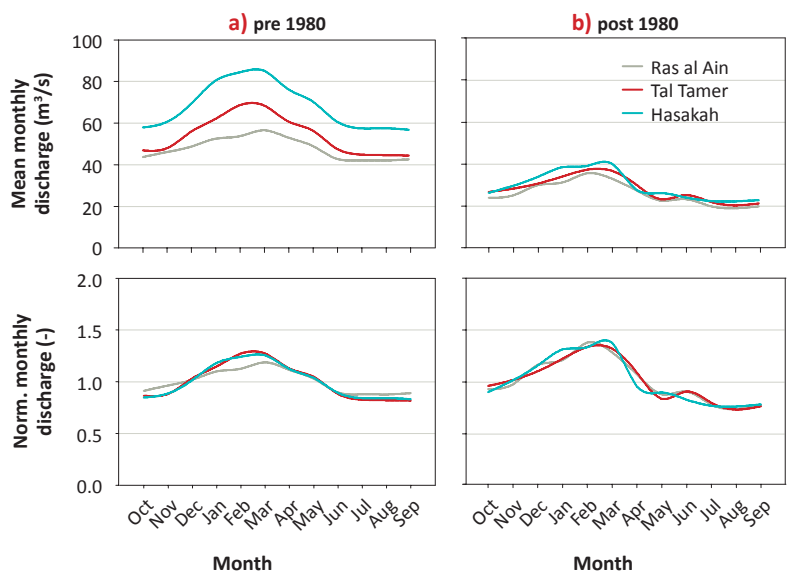 a) pre 1980
b) post 1980
Mean monthly
discharge (m³/s)
100
80
60
40
20
0
Ras al Ain
Tal Tamer
Hasakah
Norm. monthly
discharge (-)
2.0
1.5
1.0
0.5
0.0
Oct
Nov
Dec
Jan
Feb
Mar
Apr
May
Jun
Jul
Aug
Sep
Oct
Nov
Dec
Jan
Feb
Mar
Apr
May
Jun
Jul
Aug
Sep
Month
Month